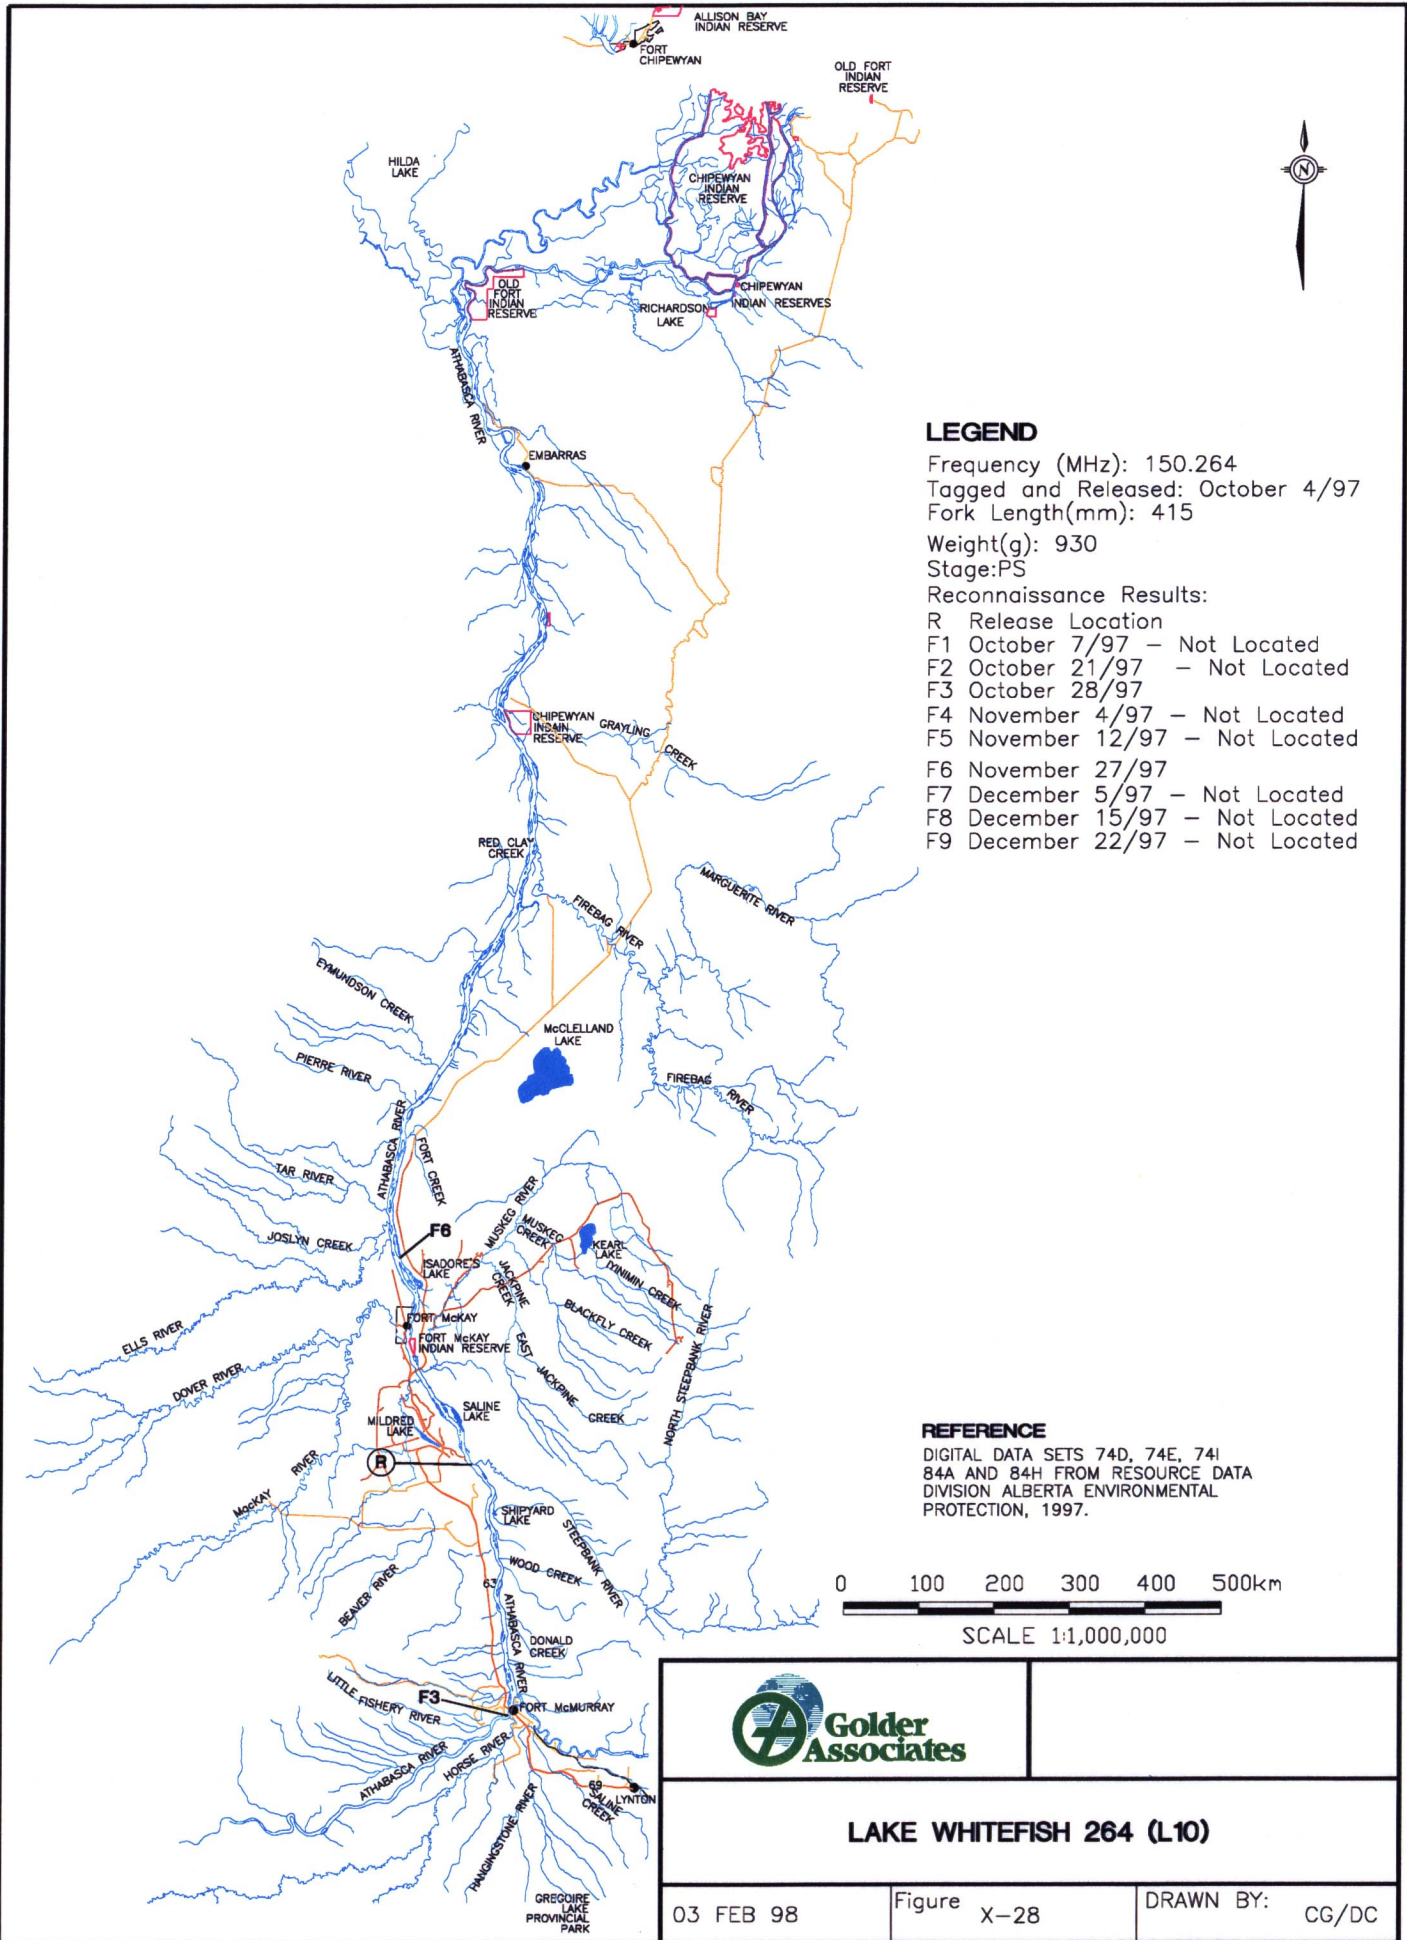 ALLISON BAY
INDIAN RESERVE
FORT
CHIPEWYAN
OLD FORT
INDIAN
RESERVE
HILDA
LAKE
N
CHIPEWYAN
INDIAN
RESERVE
OLD
FORT
INDIAN
RESERVE
CHIPEWYAN
INDIAN RESERVES
RICHARDSON
LAKE
ATHABASCA RIVER
EMBARRAS
LEGEND
Frequency (MHz): 150.264
Tagged and Released: October 4/97
Fork Length(mm): 415
Weight(g): 930
Stage:PS
Reconnaissance Results:
R Release Location
F1 October 7/97 – Not Located
F2 October 21/97 – Not Located
F3 October 28/97
F4 November 4/97 – Not Located
F5 November 12/97 – Not Located
F6 November 27/97
F7 December 5/97 – Not Located
F8 December 15/97 – Not Located
F9 December 22/97 – Not Located
CHIPEWYAN
INDAIN
RESERVE
GRAYLING
CREEK
RED CLAY
CREEK
MARGUERITE RIVER
FIREBAG RIVER
EYMUNDSON CREEK
McCLELLAND
LAKE
PIERRE RIVER
FIREBAG
RIVER
ATHABASCA RIVER
FORT CREEK
TAR RIVER
MUSKEG RIVER
MUSKEG
CREEK
F6
JOSLYN CREEK
KEARL
LAKE
ISADORE'S
LAKE
JACKPINE
CREEK
IYINIMIN CREEK
BLACKFLY CREEK
FORT McKAY
FORT McKAY
INDIAN RESERVE
ELLS RIVER
EAST
JACKPINE
CREEK
DOVER RIVER
NORTH STEEPBANK RIVER
SALINE
LAKE
MILDRED
LAKE
R
RIVER
MacKAY
SHIPYARD
LAKE
STEEPBANK RIVER
WOOD CREEK
63
BEAVER RIVER
ATHABASCA RIVER
DONALD
CREEK
REFERENCE
DIGITAL DATA SETS 74D, 74E, 74I
84A AND 84H FROM RESOURCE DATA
DIVISION ALBERTA ENVIRONMENTAL
PROTECTION, 1997.
0 100 200 300 400 500km
SCALE 1:1,000,000
LITTLE FISHERY RIVER
F3
FORT McMURRAY
ATHABASCA RIVER
HORSE RIVER
HANGINGSTONE RIVER
69
SALINE
CREEK
LYNTON
GREGOIRE
LAKE
PROVINCIAL
PARK
Golder
Associates
LAKE WHITEFISH 264 (L10)
03 FEB 98
Figure
X-28
DRAWN BY:
CG/DC